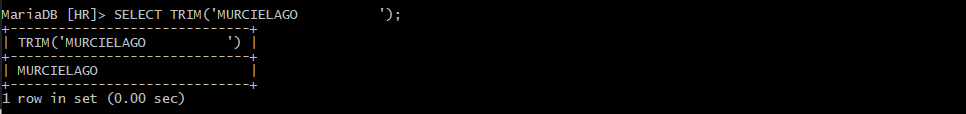 MariaDB [HR]> SELECT TRIM('MURCIELAGO          ');
+------------------------------+
| TRIM('MURCIELAGO          ') |
+------------------------------+
| MURCIELAGO                   |
+------------------------------+
1 row in set (0.00 sec)